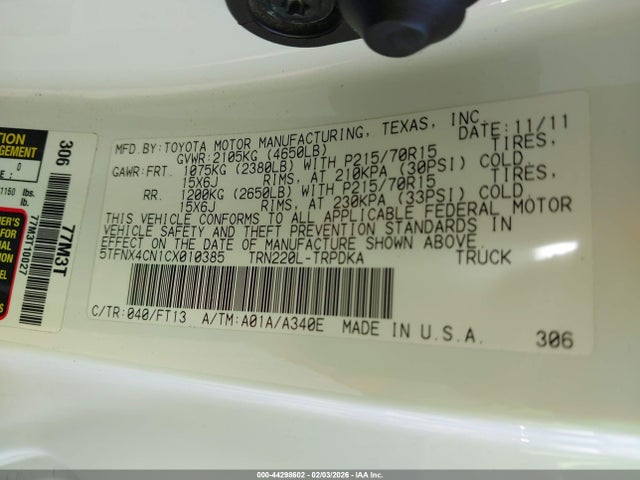 MFD.BY:TOYOTA MOTOR MANUFACTURING, TEXAS, INC.
GVWR:2105KG (4650LB) DATE:11/11
GAWR:FRT. 1075KG (2380LB) WITH P215/70R15 TIRES,
15X6J RIMS, AT 210KPA (30PSI) COLD.
RR. 1200KG (2650LB) WITH P215/70R15 TIRES,
15X6J RIMS, AT 230KPA (33PSI) COLD.
THIS VEHICLE CONFORMS TO ALL APPLICABLE FEDERAL MOTOR
VEHICLE SAFETY AND THEFT PREVENTION STANDARDS IN
EFFECT ON THE DATE OF MANUFACTURE SHOWN ABOVE.
5TFNX4CN1CX010385 TRN220L-TRPDKA TRUCK
C/TR:040/FT13 A/TM:A01A/A340E MADE IN U.S.A.
306
306
77M3T
77M3T00027
0
1150 lbs.
000-44298602 - 02/03/2026 - IAA Inc.